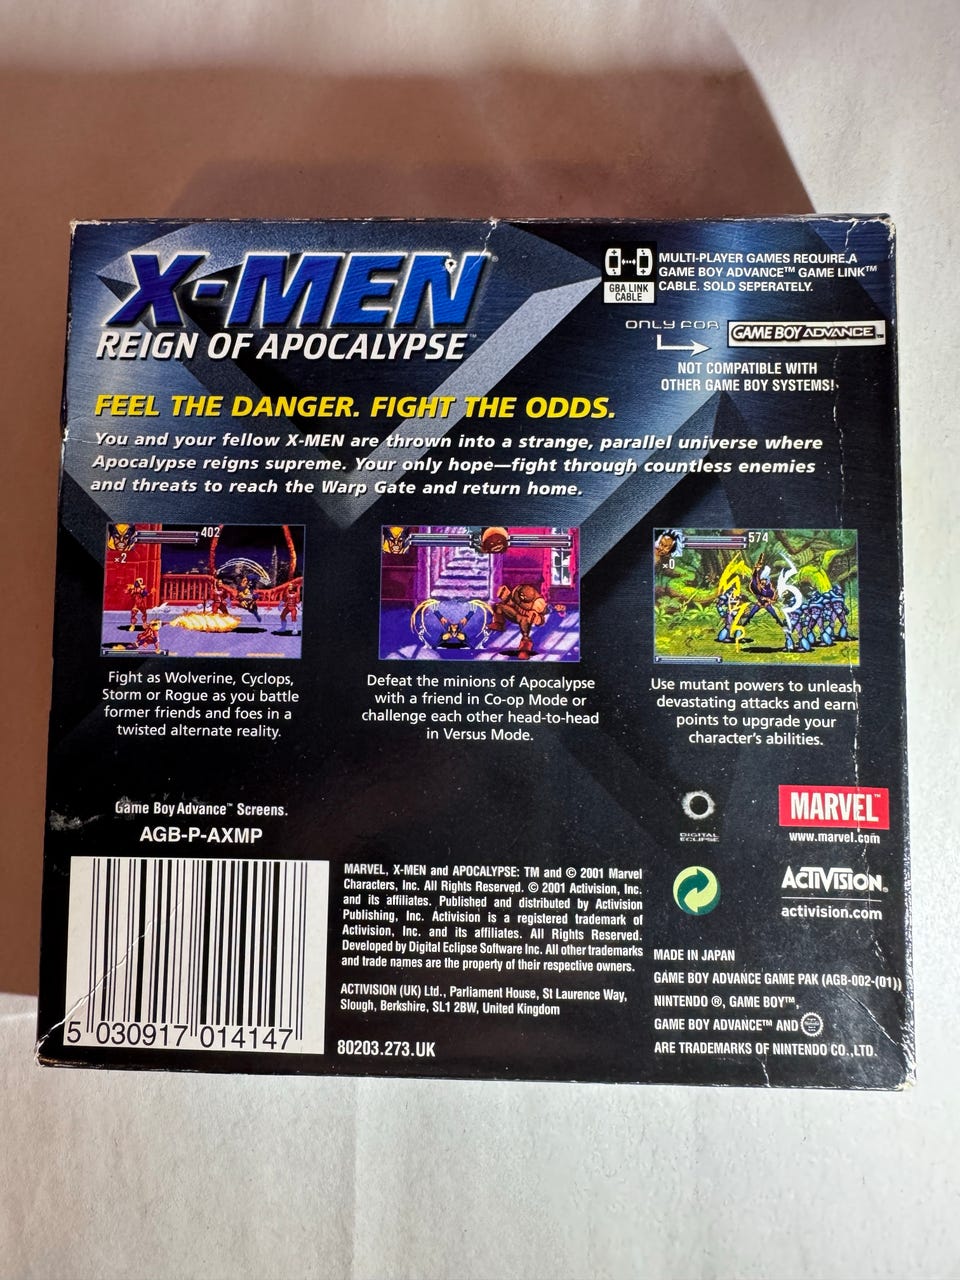 X-MEN®
REIGN OF APOCALYPSE™
GBA LINK
CABLE
MULTI-PLAYER GAMES REQUIRE A
GAME BOY ADVANCE™ GAME LINK™
CABLE. SOLD SEPERATELY.
ONLY FOR
GAME BOY ADVANCE™
NOT COMPATIBLE WITH
OTHER GAME BOY SYSTEMS!
FEEL THE DANGER. FIGHT THE ODDS.
You and your fellow X-MEN are thrown into a strange, parallel universe where
Apocalypse reigns supreme. Your only hope—fight through countless enemies
and threats to reach the Warp Gate and return home.
402
x2
574
x0
Fight as Wolverine, Cyclops,
Storm or Rogue as you battle
former friends and foes in a
twisted alternate reality.
Defeat the minions of Apocalypse
with a friend in Co-op Mode or
challenge each other head-to-head
in Versus Mode.
Use mutant powers to unleash
devastating attacks and earn
points to upgrade your
character's abilities.
Game Boy Advance™ Screens.
AGB-P-AXMP
DIGITAL
ECLIPSE
MARVEL™
www.marvel.com
ACTIVISION®
activision.com
5 030917 014147
MARVEL, X-MEN and APOCALYPSE: TM and © 2001 Marvel
Characters, Inc. All Rights Reserved. © 2001 Activision, Inc.
and its affiliates. Published and distributed by Activision
Publishing, Inc. Activision is a registered trademark of
Activision, Inc. and its affiliates. All Rights Reserved.
Developed by Digital Eclipse Software Inc. All other trademarks
and trade names are the property of their respective owners.
ACTIVISION (UK) Ltd., Parliament House, St Laurence Way,
Slough, Berkshire, SL1 2BW, United Kingdom
80203.273.UK
MADE IN JAPAN
GAME BOY ADVANCE GAME PAK (AGB-002-(01))
NINTENDO ®, GAME BOY™,
GAME BOY ADVANCE™ AND
ARE TRADEMARKS OF NINTENDO CO.,LTD.